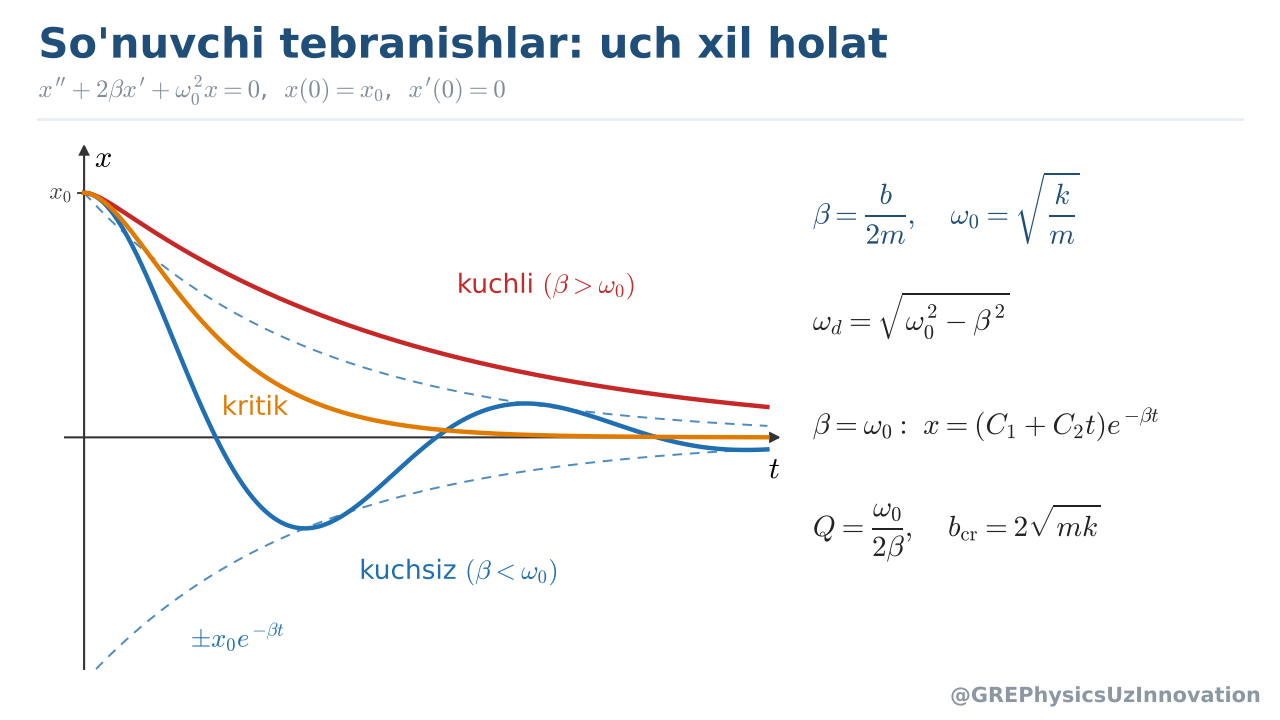 So'nuvchi tebranishlar: uch xil holat
x″ + 2βx′ + ω₀²x = 0, x(0) = x₀, x′(0) = 0
x
x₀
kuchli (β > ω₀)
kritik
t
kuchsiz (β < ω₀)
±x₀e^{−βt}
β = b/2m, ω₀ = √(k/m)
ω_d = √(ω₀² − β²)
β = ω₀ : x = (C₁ + C₂t)e^{−βt}
Q = ω₀/2β, b_cr = 2√mk
@GREPhysicsUzInnovation